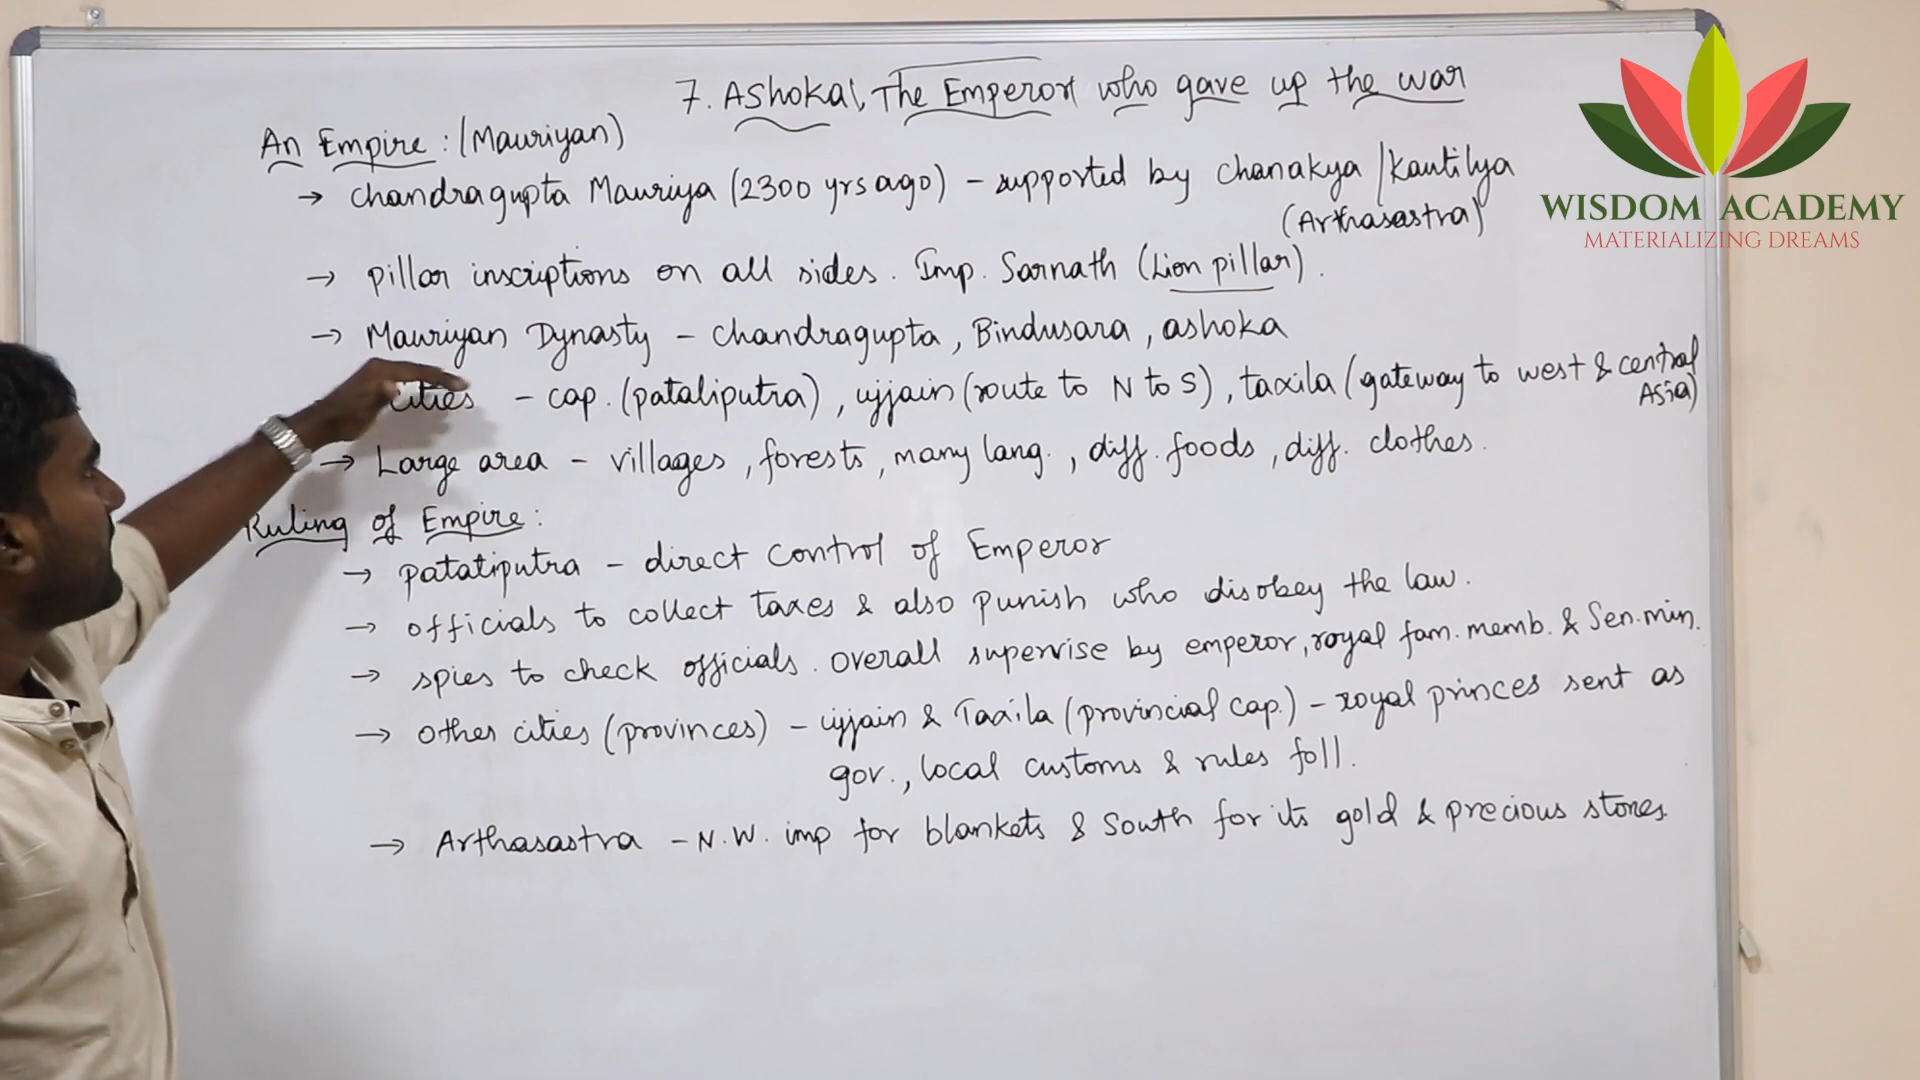 7. Ashoka, The Emperor who gave up the war
An Empire : (Mauriyan)
→ Chandragupta Mauriya (2300 yrs ago) - supported by Chanakya / Kautilya
(Arthasastra)
→ Pillar inscriptions on all sides. Imp. Sarnath (Lion pillar).
→ Mauriyan Dynasty - Chandragupta, Bindusara, ashoka
cities - cap. (pataliputra), ujjain (route to N to S), taxila (gateway to west & central
Asia)
→ Large area - villages, forests, many lang., diff. foods, diff. clothes.
Ruling of Empire :
→ Patatiputra - direct control of Emperor
→ officials to collect taxes & also punish who disobey the law.
→ spies to check officials. overall supervise by emperor, royal fam. memb. & Sen. min.
→ other cities (provinces) - ujjain & Taxila (provincial cap.) - royal princes sent as
gov., local customs & rules foll.
→ Arthasastra - N.W. imp for blankets & South for its gold & precious stones.
WISDOM ACADEMY
MATERIALIZING DREAMS